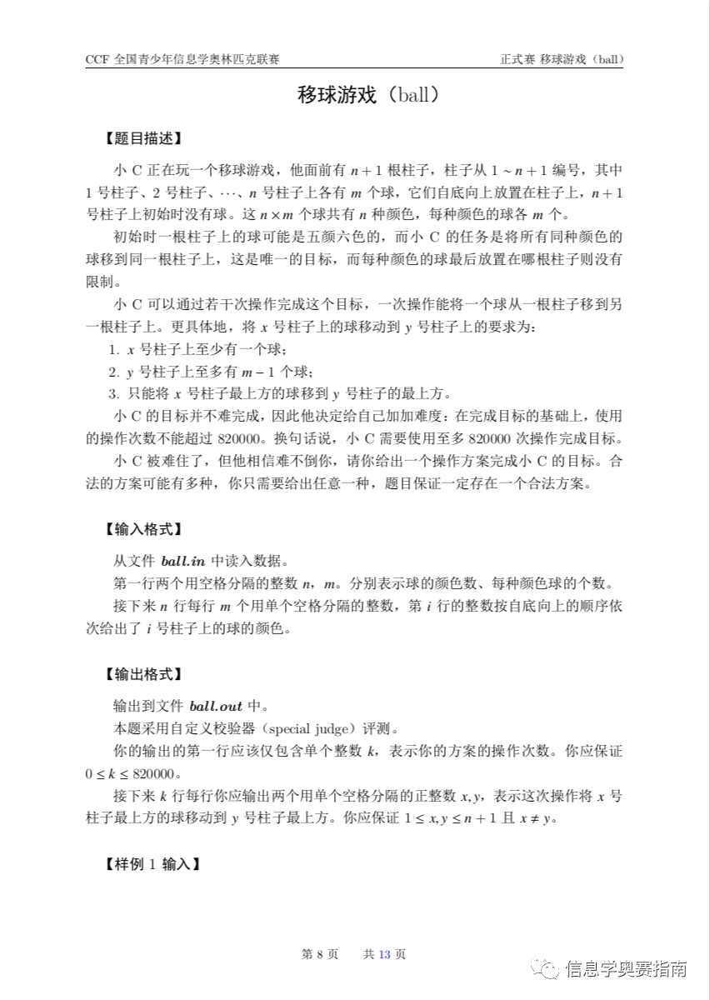 CCF 全国青少年信息学奥林匹克联赛 正式赛 移球游戏（ball）
移球游戏（ball）
【题目描述】
小 C 正在玩一个移球游戏，他面前有 n + 1 根柱子，柱子从 1 ~ n + 1 编号，其中
1 号柱子、2 号柱子、⋯、n 号柱子上各有 m 个球，它们自底向上放置在柱子上，n + 1
号柱子上初始时没有球。这 n × m 个球共有 n 种颜色，每种颜色的球各 m 个。
初始时一根柱子上的球可能是五颜六色的，而小 C 的任务是将所有同种颜色的
球移到同一根柱子上，这是唯一的目标，而每种颜色的球最后放置在哪根柱子则没有
限制。
小 C 可以通过若干次操作完成这个目标，一次操作能将一个球从一根柱子移到另
一根柱子上。更具体地，将 x 号柱子上的球移动到 y 号柱子上的要求为：
1. x 号柱子上至少有一个球；
2. y 号柱子上至多有 m − 1 个球；
3. 只能将 x 号柱子最上方的球移到 y 号柱子的最上方。
小 C 的目标并不难完成，因此他决定给自己加加难度：在完成目标的基础上，使用
的操作次数不能超过 820000。换句话说，小 C 需要使用至多 820000 次操作完成目标。
小 C 被难住了，但他相信难不倒你，请你给出一个操作方案完成小 C 的目标。合
法的方案可能有多种，你只需要给出任意一种，题目保证一定存在一个合法方案。
【输入格式】
从文件 ball.in 中读入数据。
第一行两个用空格分隔的整数 n，m。分别表示球的颜色数、每种颜色球的个数。
接下来 n 行每行 m 个用单个空格分隔的整数，第 i 行的整数按自底向上的顺序依
次给出了 i 号柱子上的球的颜色。
【输出格式】
输出到文件 ball.out 中。
本题采用自定义校验器（special judge）评测。
你的输出的第一行应该仅包含单个整数 k，表示你的方案的操作次数。你应保证
0 ≤ k ≤ 820000。
接下来 k 行每行你应输出两个用单个空格分隔的正整数 x, y，表示这次操作将 x 号
柱子最上方的球移动到 y 号柱子最上方。你应保证 1 ≤ x, y ≤ n + 1 且 x ≠ y。
【样例 1 输入】
第 8 页 共 13 页
信息学奥赛指南